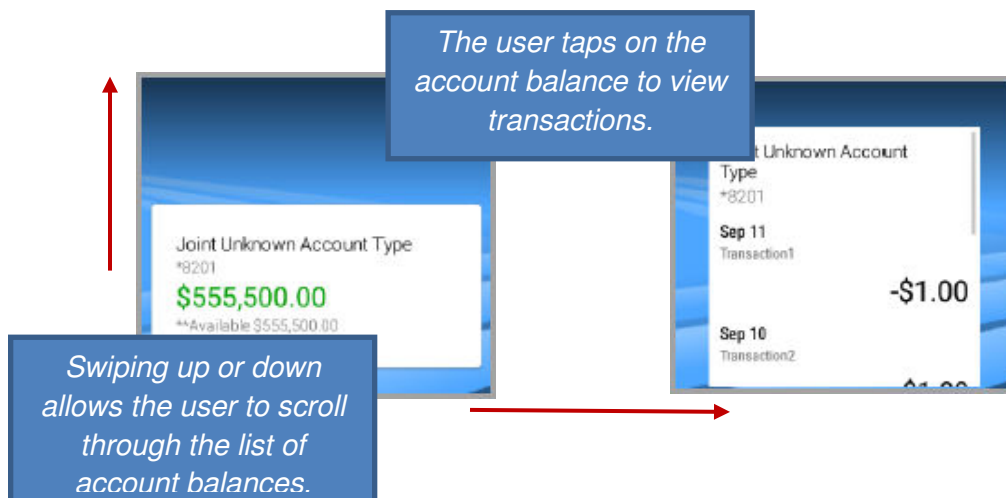 The user taps on the
account balance to view
transactions.
Joint Unknown Account Type
*8201
$555,500.00
**Available $555,500.00
Swiping up or down
allows the user to scroll
through the list of
account balances.
Unknown Account
Type
*8201
Sep 11
Transaction1
-$1.00
Sep 10
Transaction2